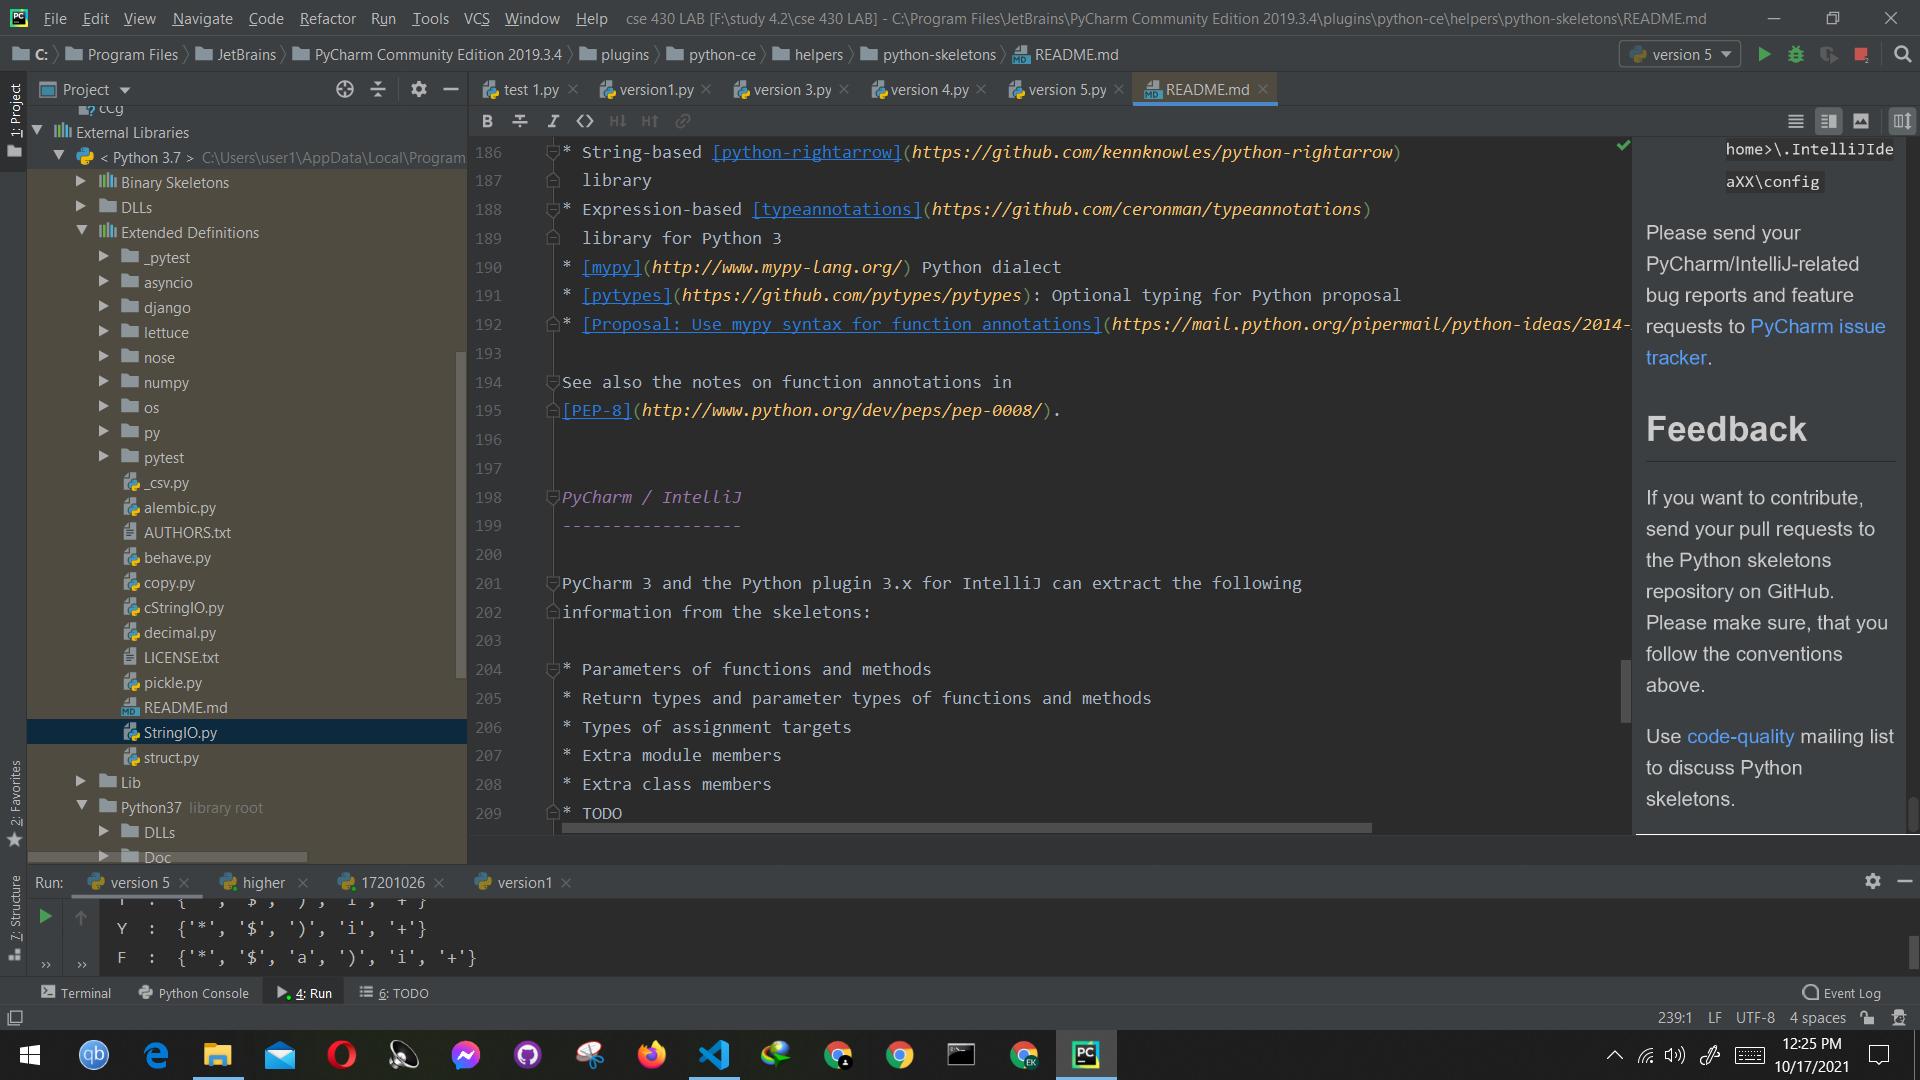 File Edit View Navigate Code Refactor Run Tools VCS Window Help cse 430 LAB [F:\study 4.2\cse 430 LAB] - C:\Program Files\JetBrains\PyCharm Community Edition 2019.3.4\plugins\python-ce\helpers\python-skeletons\README.md
C: Program Files JetBrains PyCharm Community Edition 2019.3.4 plugins python-ce helpers python-skeletons README.md version 5
Project
test 1.py version1.py version 3.py version 4.py version 5.py README.md
1: Project
2: Favorites
7: Structure
External Libraries
< Python 3.7 > C:\Users\user1\AppData\Local\Program
Binary Skeletons
DLLs
Extended Definitions
_pytest
asyncio
django
lettuce
nose
numpy
os
py
pytest
_csv.py
alembic.py
AUTHORS.txt
behave.py
copy.py
cStringIO.py
decimal.py
LICENSE.txt
pickle.py
README.md
StringIO.py
struct.py
Lib
Python37 library root
DLLs
Doc
186 * String-based [python-rightarrow](https://github.com/kennknowles/python-rightarrow)
187 library
188 * Expression-based [typeannotations](https://github.com/ceronman/typeannotations)
189 library for Python 3
190 * [mypy](http://www.mypy-lang.org/) Python dialect
191 * [pytypes](https://github.com/pytypes/pytypes): Optional typing for Python proposal
192 * [Proposal: Use mypy syntax for function annotations](https://mail.python.org/pipermail/python-ideas/2014-
193
194 See also the notes on function annotations in
195 [PEP-8](http://www.python.org/dev/peps/pep-0008/).
196
197
198 PyCharm / IntelliJ
199 ------------------
200
201 PyCharm 3 and the Python plugin 3.x for IntelliJ can extract the following
202 information from the skeletons:
203
204 * Parameters of functions and methods
205 * Return types and parameter types of functions and methods
206 * Types of assignment targets
207 * Extra module members
208 * Extra class members
209 * TODO
home>\.IntelliJIde
aXX\config
Please send your
PyCharm/IntelliJ-related
bug reports and feature
requests to PyCharm issue
tracker.
Feedback
If you want to contribute,
send your pull requests to
the Python skeletons
repository on GitHub.
Please make sure, that you
follow the conventions
above.
Use code-quality mailing list
to discuss Python
skeletons.
Run: version 5 higher 17201026 version1
Y : {'*', '$', ')', 'i', '+'}
F : {'*', '$', 'a', ')', 'i', '+'}
Terminal Python Console 4: Run 6: TODO Event Log
239:1 LF UTF-8 4 spaces
12:25 PM
10/17/2021